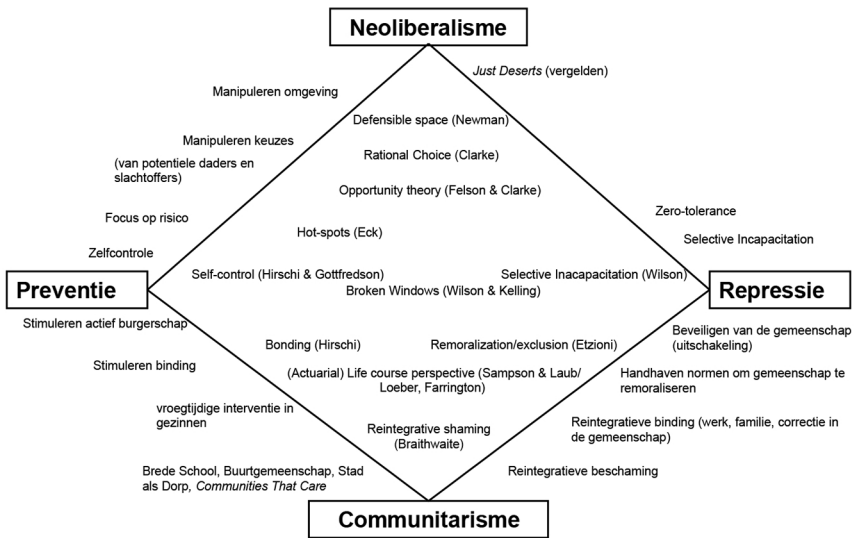 Neoliberalisme
Just Deserts (vergelden)
Manipuleren omgeving
Defensible space (Newman)
Manipuleren keuzes
(van potentiele daders en
slachtoffers)
Rational Choice (Clarke)
Opportunity theory (Felson & Clarke)
Focus op risico
Zero-tolerance
Hot-spots (Eck)
Selective Incapacitation
Zelfcontrole
Self-control (Hirschi & Gottfredson)
Selective Inacapacitation (Wilson)
Preventie
Broken Windows (Wilson & Kelling)
Repressie
Stimuleren actief burgerschap
Beveiligen van de gemeenschap
(uitschakeling)
Bonding (Hirschi)
Remoralization/exclusion (Etzioni)
Stimuleren binding
(Actuarial) Life course perspective (Sampson & Laub/
Loeber, Farrington)
Handhaven normen om gemeenschap te
remoraliseren
vroegtijdige interventie in
gezinnen
Reintegrative shaming
(Braithwaite)
Reintegratieve binding (werk, familie, correctie in
de gemeenschap)
Brede School, Buurtgemeenschap, Stad
als Dorp, Communities That Care
Reintegratieve beschaming
Communitarisme